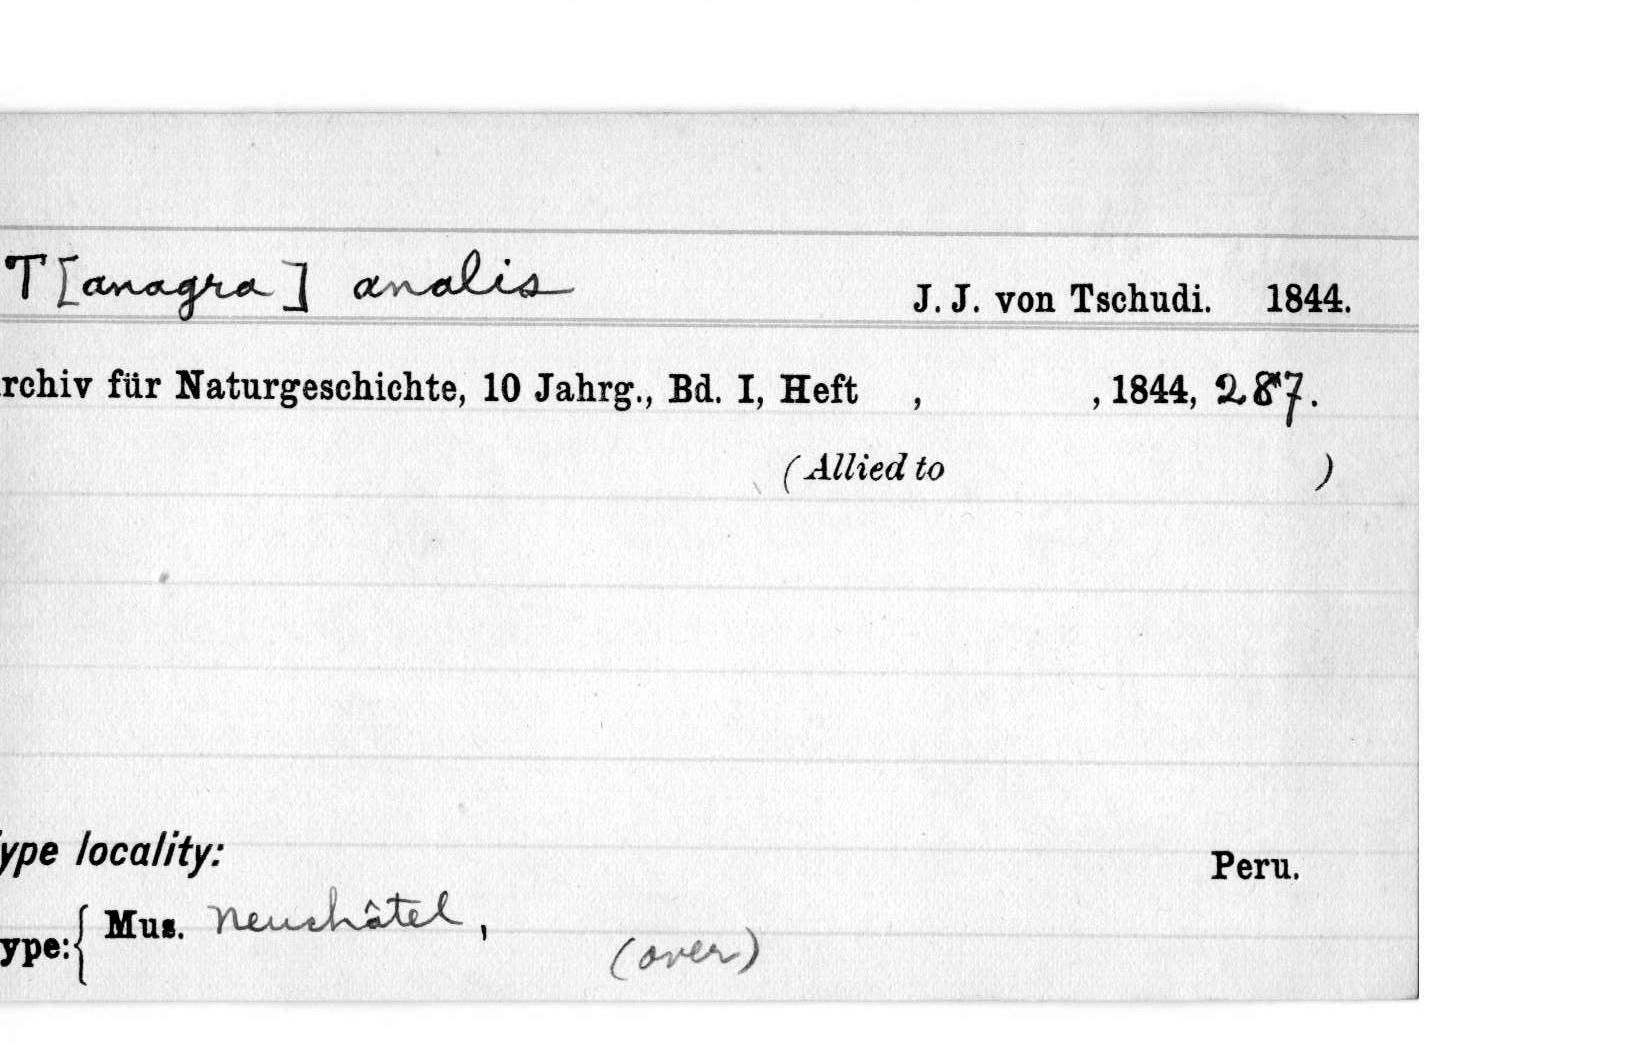 T[anagra] analis J. J. von Tschudi. 1844.
rchiv für Naturgeschichte, 10 Jahrg., Bd. I, Heft , , 1844, 287.
(Allied to )
ype locality: Peru.
ype: { Mus. Neuchâtel,
(over)